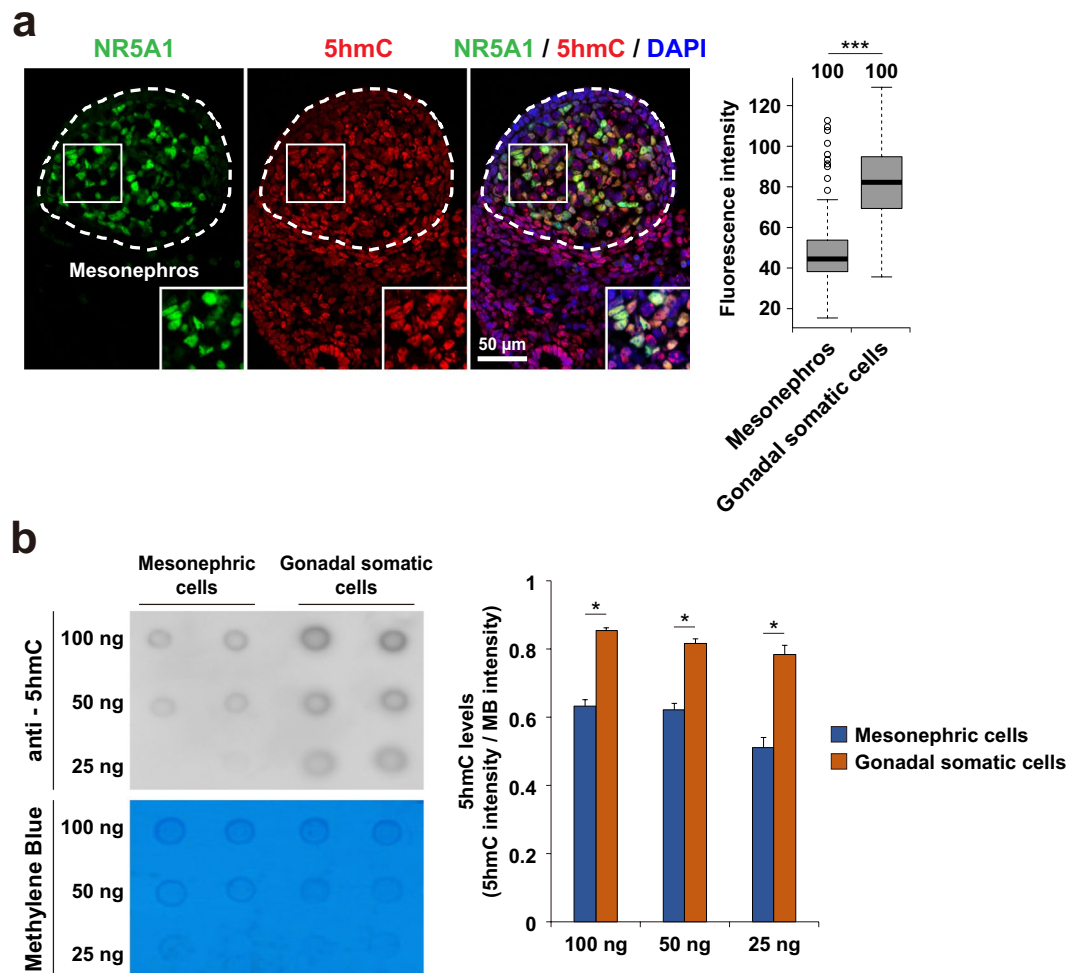 a
NR5A1
5hmC
NR5A1 / 5hmC / DAPI
Mesonephros
50 µm
***
100
100
120
100
80
60
40
20
Fluorescence intensity
Mesonephros
Gonadal somatic cells
b
Mesonephric
cells
Gonadal somatic
cells
anti - 5hmC
100 ng
50 ng
25 ng
Methylene Blue
100 ng
50 ng
25 ng
5hmC levels
(5hmC intensity / MB intensity)
1
0.8
0.6
0.4
0.2
0
*
*
*
100 ng
50 ng
25 ng
Mesonephric cells
Gonadal somatic cells